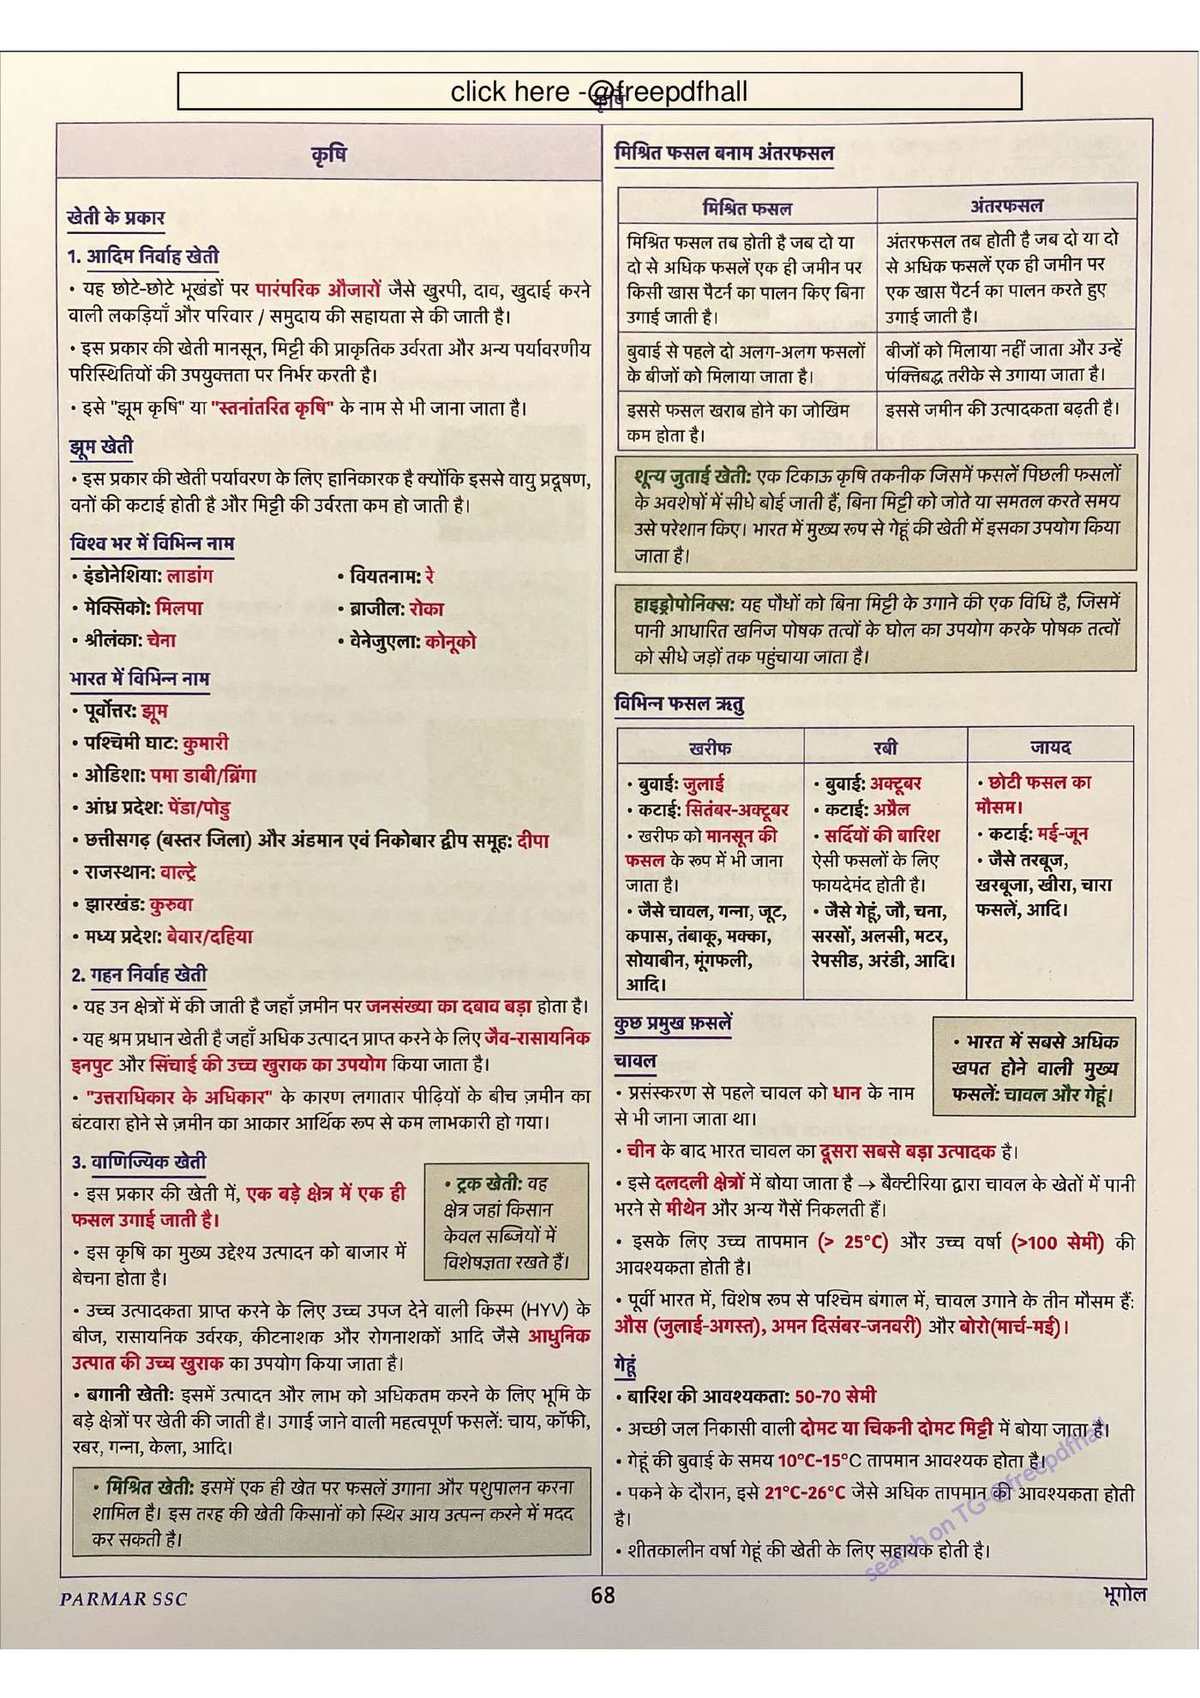 click here -@freepdfhall
कृषि
कृषि
खेती के प्रकार
1. आदिम निर्वाह खेती
• यह छोटे-छोटे भूखंडों पर पारंपरिक औजारों जैसे खुरपी, दाव, खुदाई करने
वाली लकड़ियाँ और परिवार / समुदाय की सहायता से की जाती है।
• इस प्रकार की खेती मानसून, मिट्टी की प्राकृतिक उर्वरता और अन्य पर्यावरणीय
परिस्थितियों की उपयुक्तता पर निर्भर करती है।
• इसे "झूम कृषि" या "स्तनांतरित कृषि" के नाम से भी जाना जाता है।
झूम खेती
• इस प्रकार की खेती पर्यावरण के लिए हानिकारक है क्योंकि इससे वायु प्रदूषण,
वनों की कटाई होती है और मिट्टी की उर्वरता कम हो जाती है।
विश्व भर में विभिन्न नाम
• इंडोनेशिया: लाडांग
• वियतनाम: रे
• मेक्सिको: मिलपा
• ब्राजील: रोका
• श्रीलंका: चेना
• वेनेजुएला: कोनूको
भारत में विभिन्न नाम
• पूर्वोत्तर: झूम
• पश्चिमी घाट: कुमारी
• ओडिशा: पमा डाबी/ब्रिंगा
• आंध्र प्रदेश: पेंडा/पोडु
• छत्तीसगढ़ (बस्तर जिला) और अंडमान एवं निकोबार द्वीप समूह: दीपा
• राजस्थान: वाल्ट्रे
• झारखंड: कुरुवा
• मध्य प्रदेश: बेवार/दहिया
2. गहन निर्वाह खेती
• यह उन क्षेत्रों में की जाती है जहाँ ज़मीन पर जनसंख्या का दबाव बड़ा होता है।
• यह श्रम प्रधान खेती है जहाँ अधिक उत्पादन प्राप्त करने के लिए जैव-रासायनिक
इनपुट और सिंचाई की उच्च खुराक का उपयोग किया जाता है।
• "उत्तराधिकार के अधिकार" के कारण लगातार पीढ़ियों के बीच ज़मीन का
बंटवारा होने से ज़मीन का आकार आर्थिक रूप से कम लाभकारी हो गया।
3. वाणिज्यिक खेती
• इस प्रकार की खेती में, एक बड़े क्षेत्र में एक ही
फसल उगाई जाती है।
• इस कृषि का मुख्य उद्देश्य उत्पादन को बाजार में
बेचना होता है।
• ट्रक खेती: वह
क्षेत्र जहां किसान
केवल सब्जियों में
विशेषज्ञता रखते हैं।
• उच्च उत्पादकता प्राप्त करने के लिए उच्च उपज देने वाली किस्म (HYV) के
बीज, रासायनिक उर्वरक, कीटनाशक और रोगनाशकों आदि जैसे आधुनिक
उत्पात की उच्च खुराक का उपयोग किया जाता है।
• बगानी खेती: इसमें उत्पादन और लाभ को अधिकतम करने के लिए भूमि के
बड़े क्षेत्रों पर खेती की जाती है। उगाई जाने वाली महत्वपूर्ण फसलें: चाय, कॉफी,
रबर, गन्ना, केला, आदि।
• मिश्रित खेती: इसमें एक ही खेत पर फसलें उगाना और पशुपालन करना
शामिल है। इस तरह की खेती किसानों को स्थिर आय उत्पन्न करने में मदद
कर सकती है।
मिश्रित फसल बनाम अंतरफसल
मिश्रित फसल
अंतरफसल
मिश्रित फसल तब होती है जब दो या
दो से अधिक फसलें एक ही जमीन पर
किसी खास पैटर्न का पालन किए बिना
उगाई जाती है।
अंतरफसल तब होती है जब दो या दो
से अधिक फसलें एक ही जमीन पर
एक खास पैटर्न का पालन करते हुए
उगाई जाती है।
बुवाई से पहले दो अलग-अलग फसलों
के बीजों को मिलाया जाता है।
बीजों को मिलाया नहीं जाता और उन्हें
पंक्तिबद्ध तरीके से उगाया जाता है।
इससे फसल खराब होने का जोखिम
कम होता है।
इससे जमीन की उत्पादकता बढ़ती है।
शून्य जुताई खेती: एक टिकाऊ कृषि तकनीक जिसमें फसलें पिछली फसलों
के अवशेषों में सीधे बोई जाती हैं, बिना मिट्टी को जोते या समतल करते समय
उसे परेशान किए। भारत में मुख्य रूप से गेहूं की खेती में इसका उपयोग किया
जाता है।
हाइड्रोपोनिक्स: यह पौधों को बिना मिट्टी के उगाने की एक विधि है, जिसमें
पानी आधारित खनिज पोषक तत्वों के घोल का उपयोग करके पोषक तत्वों
को सीधे जड़ों तक पहुंचाया जाता है।
विभिन्न फसल ऋतु
खरीफ
रबी
जायद
• बुवाई: जुलाई
• कटाई: सितंबर-अक्टूबर
• खरीफ को मानसून की
फसल के रूप में भी जाना
जाता है।
• जैसे चावल, गन्ना, जूट,
कपास, तंबाकू, मक्का,
सोयाबीन, मूंगफली,
आदि।
• बुवाई: अक्टूबर
• कटाई: अप्रैल
• सर्दियों की बारिश
ऐसी फसलों के लिए
फायदेमंद होती है।
• जैसे गेहूं, जौ, चना,
सरसों, अलसी, मटर,
रेपसीड, अरंडी, आदि।
• छोटी फसल का
मौसम।
• कटाई: मई-जून
• जैसे तरबूज,
खरबूजा, खीरा, चारा
फसलें, आदि।
कुछ प्रमुख फ़सलें
चावल
• प्रसंस्करण से पहले चावल को धान के नाम
से भी जाना जाता था।
• भारत में सबसे अधिक
खपत होने वाली मुख्य
फसलें: चावल और गेहूं।
• चीन के बाद भारत चावल का दूसरा सबसे बड़ा उत्पादक है।
• इसे दलदली क्षेत्रों में बोया जाता है → बैक्टीरिया द्वारा चावल के खेतों में पानी
भरने से मीथेन और अन्य गैसें निकलती हैं।
• इसके लिए उच्च तापमान (> 25°C) और उच्च वर्षा (>100 सेमी) की
आवश्यकता होती है।
• पूर्वी भारत में, विशेष रूप से पश्चिम बंगाल में, चावल उगाने के तीन मौसम हैं:
औस (जुलाई-अगस्त), अमन दिसंबर-जनवरी) और बोरो(मार्च-मई)।
गेहूं
• बारिश की आवश्यकता: 50-70 सेमी
• अच्छी जल निकासी वाली दोमट या चिकनी दोमट मिट्टी में बोया जाता है।
• गेहूं की बुवाई के समय 10°C-15°C तापमान आवश्यक होता है।
• पकने के दौरान, इसे 21°C-26°C जैसे अधिक तापमान की आवश्यकता होती
है।
• शीतकालीन वर्षा गेहूं की खेती के लिए सहायक होती है।
search on TG-@freepdfhall
PARMAR SSC
68
भूगोल